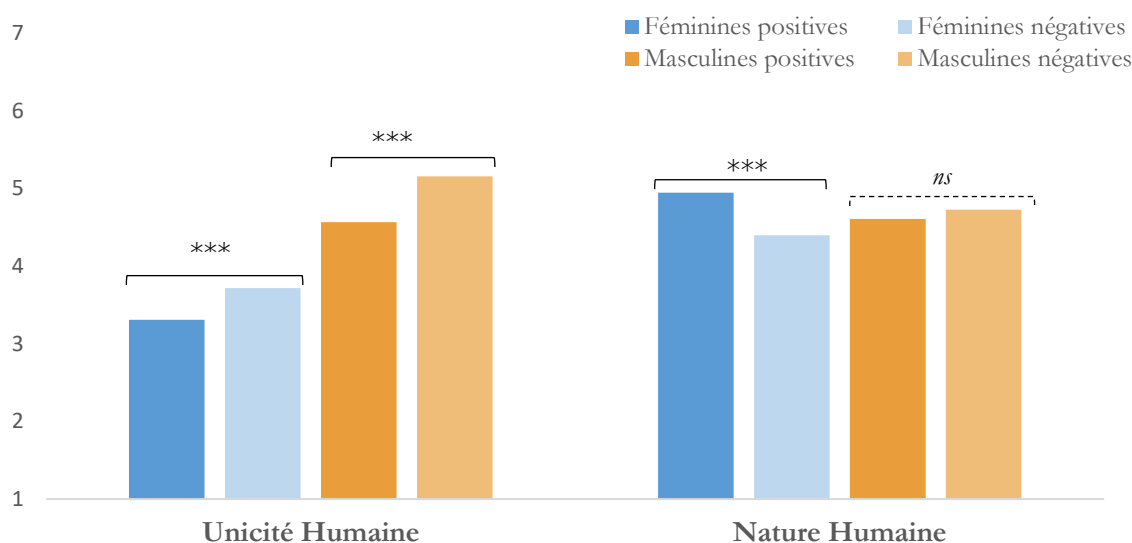 7
Féminines positives
Féminines négatives
Masculines positives
Masculines négatives
6
***
5
***
ns
4
***
3
2
1
Unicité Humaine
Nature Humaine